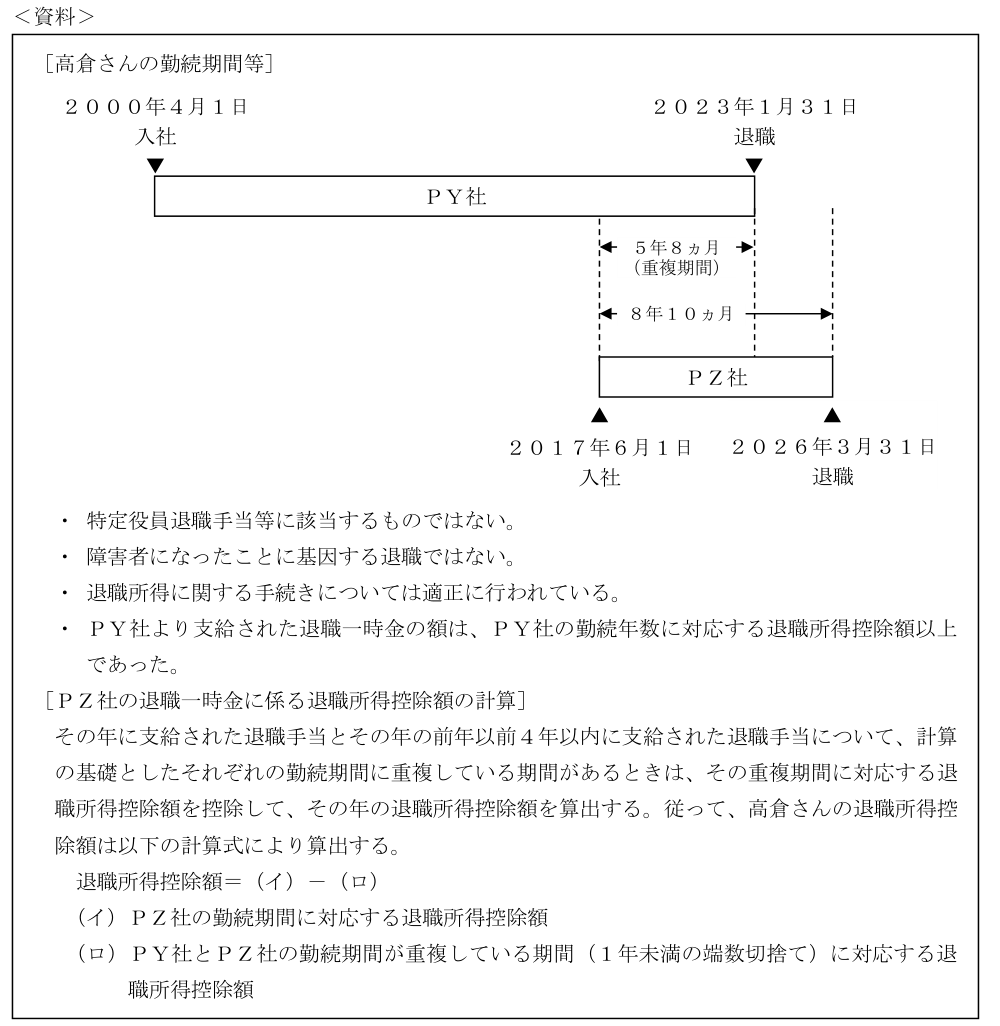 ＜資料＞
［高倉さんの勤続期間等］
２０００年４月１日　２０２３年１月３１日
入社　退職
▼　▼
ＰＹ社
５年８ヵ月
（重複期間）
８年１０ヵ月
ＰＺ社
▲　▲
２０１７年６月１日　２０２６年３月３１日
入社　退職
・ 特定役員退職手当等に該当するものではない。
・ 障害者になったことに基因する退職ではない。
・ 退職所得に関する手続きについては適正に行われている。
・ ＰＹ社より支給された退職一時金の額は、ＰＹ社の勤続年数に対応する退職所得控除額以上
であった。
［ＰＺ社の退職一時金に係る退職所得控除額の計算］
その年に支給された退職手当とその年の前年以前４年以内に支給された退職手当について、計算
の基礎としたそれぞれの勤続期間に重複している期間があるときは、その重複期間に対応する退
職所得控除額を控除して、その年の退職所得控除額を算出する。従って、高倉さんの退職所得控
除額は以下の計算式により算出する。
退職所得控除額＝（イ）－（ロ）
（イ）ＰＺ社の勤続期間に対応する退職所得控除額
（ロ）ＰＹ社とＰＺ社の勤続期間が重複している期間（１年未満の端数切捨て）に対応する退
職所得控除額